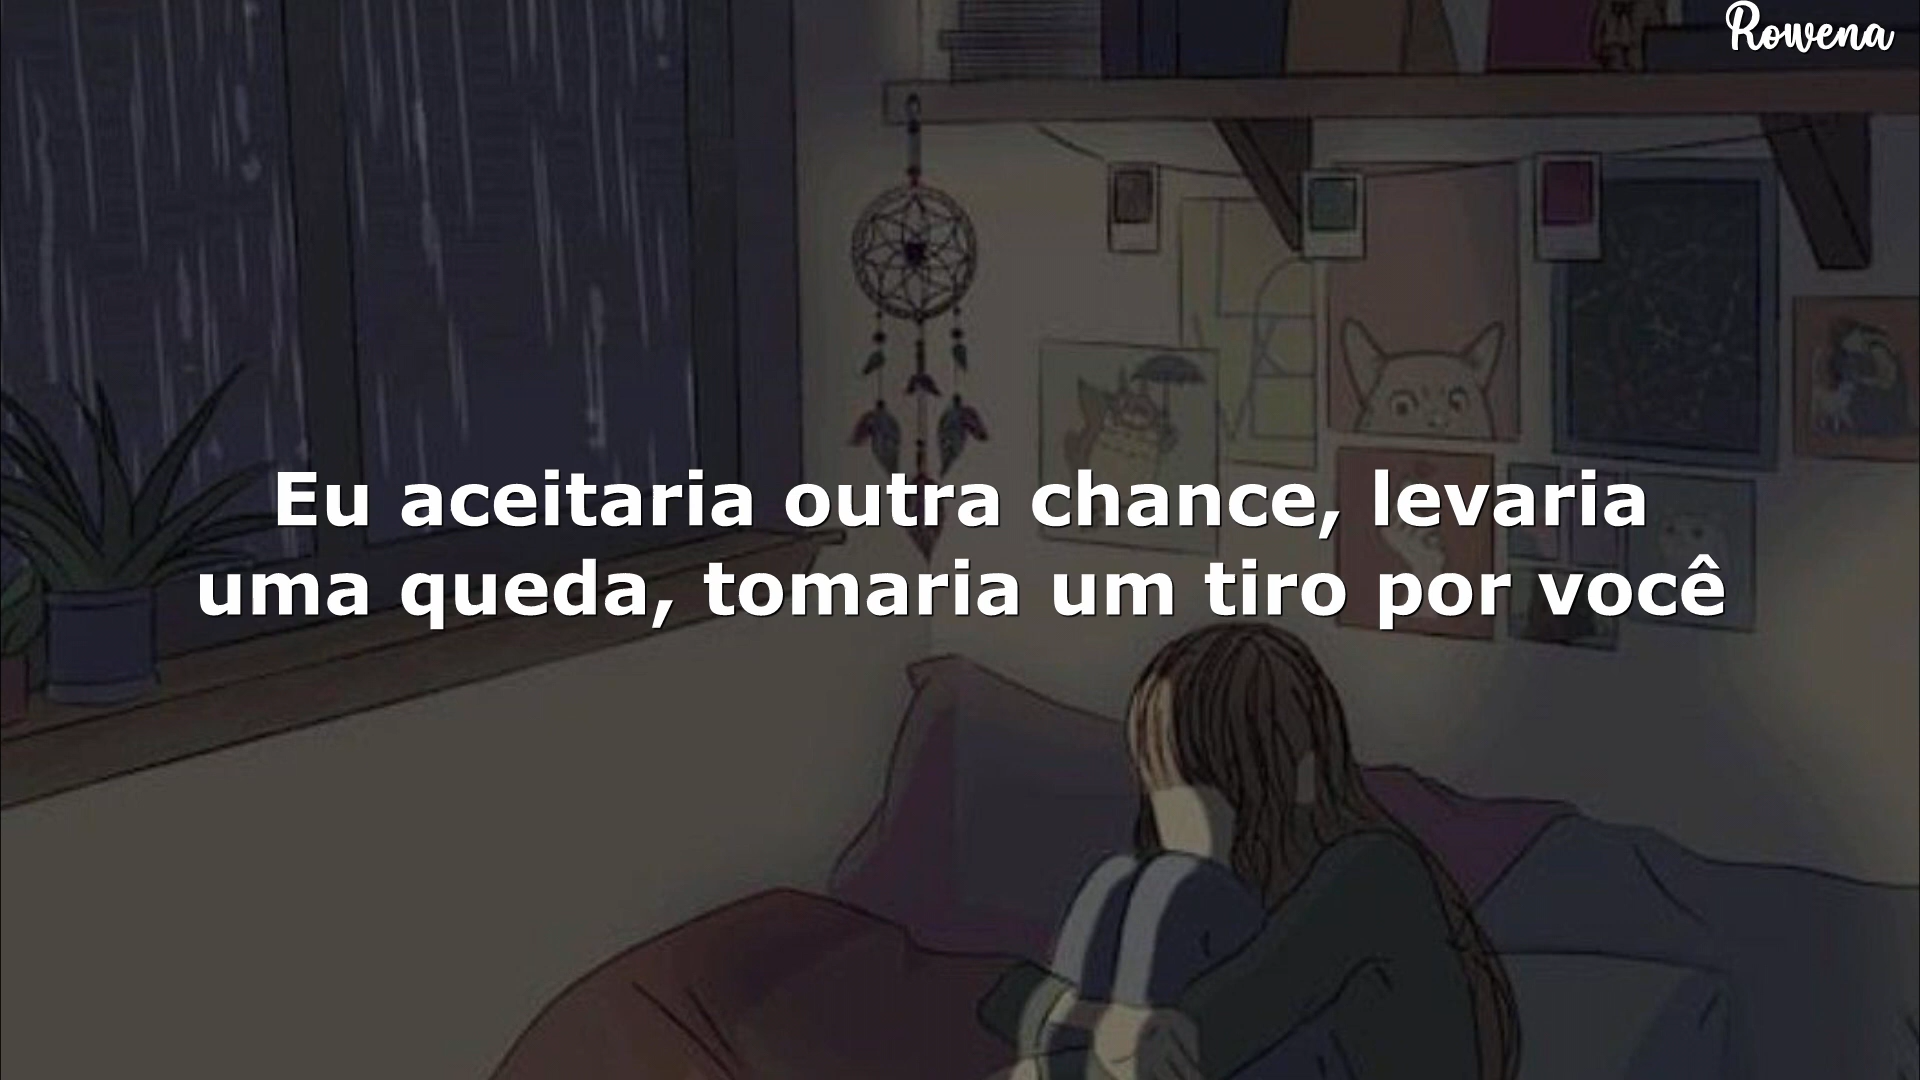 Rowena
Eu aceitaria outra chance, levaria
uma queda, tomaria um tiro por você